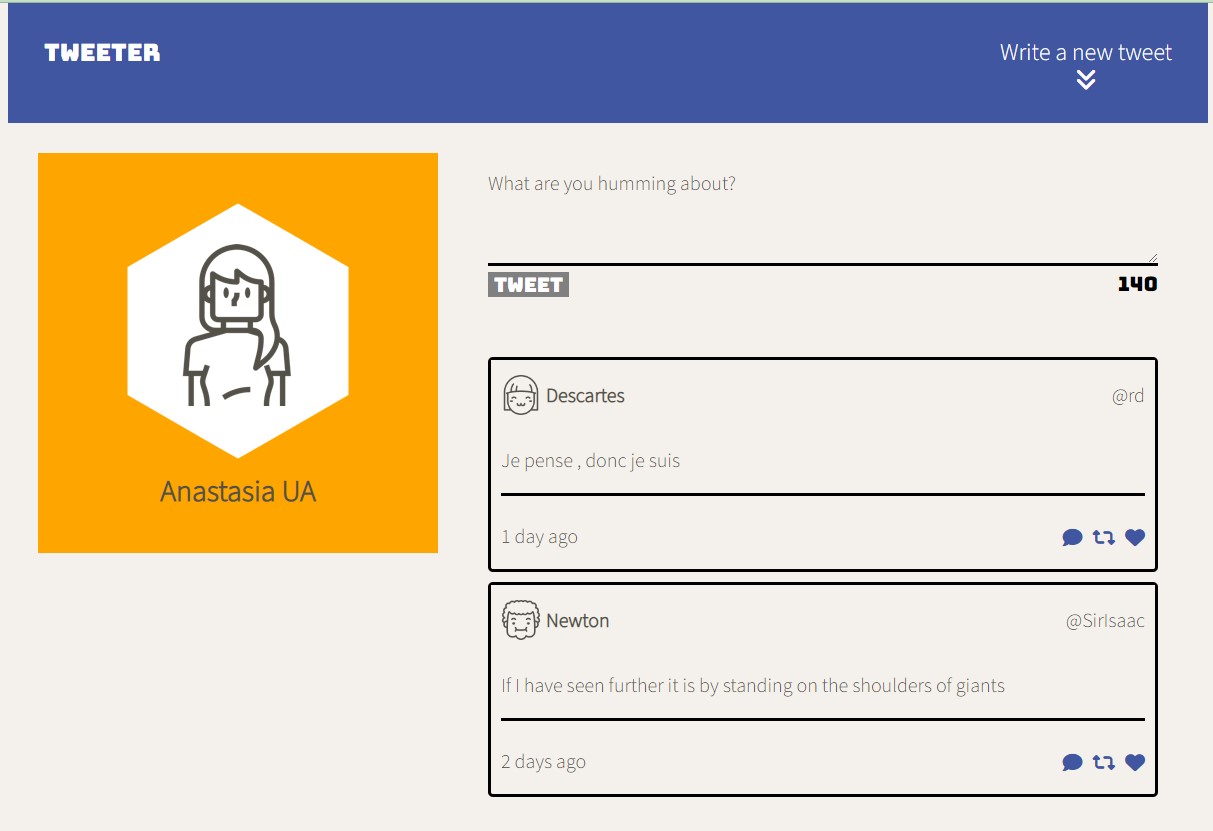 TWEETER
Write a new tweet
Anastasia UA
What are you humming about?
TWEET
140
Descartes
@rd
Je pense , donc je suis
1 day ago
Newton
@SirIsaac
If I have seen further it is by standing on the shoulders of giants
2 days ago